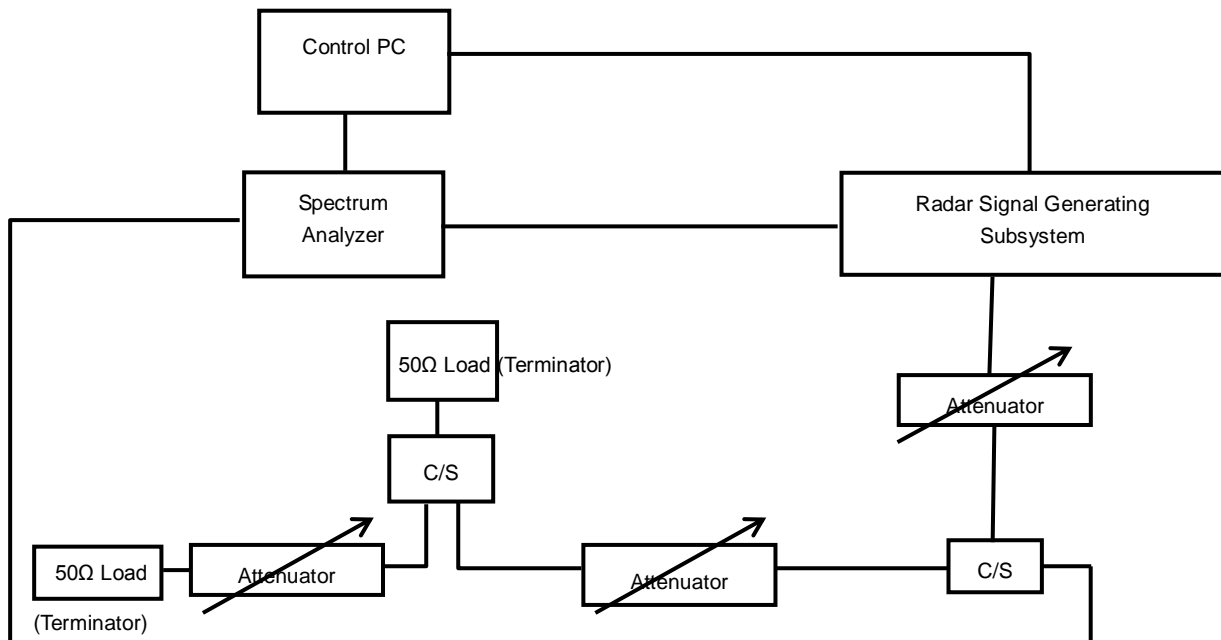 Control PC
Spectrum
Analyzer
Radar Signal Generating
Subsystem
50Ω Load (Terminator)
Attenuator
C/S
50Ω Load
(Terminator)
Attenuator
Attenuator
C/S